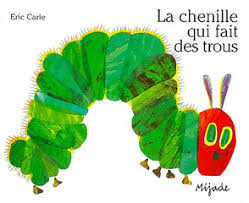 Eric Carle
La chenille
qui fait
des trous
Mijade